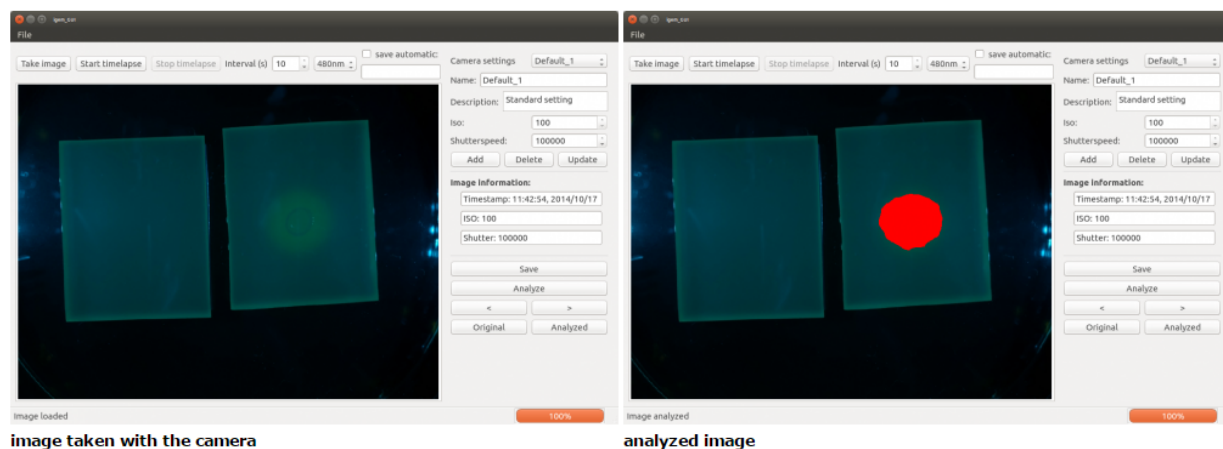 igem_GUI
File
Take image Start timelapse Stop timelapse Interval (s) 10 480nm save automatic:
Camera settings Default_1
Name: Default_1
Description: Standard setting
Iso: 100
Shutterspeed: 100000
Add Delete Update
Image information:
Timestamp: 11:42:54, 2014/10/17
ISO: 100
Shutter: 100000
Save
Analyze
< >
Original Analyzed
Image loaded 100%
image taken with the camera
igem_GUI
File
Take image Start timelapse Stop timelapse Interval (s) 10 480nm save automatic:
Camera settings Default_1
Name: Default_1
Description: Standard setting
Iso: 100
Shutterspeed: 100000
Add Delete Update
Image information:
Timestamp: 11:42:54, 2014/10/17
ISO: 100
Shutter: 100000
Save
Analyze
< >
Original Analyzed
Image analyzed 100%
analyzed image